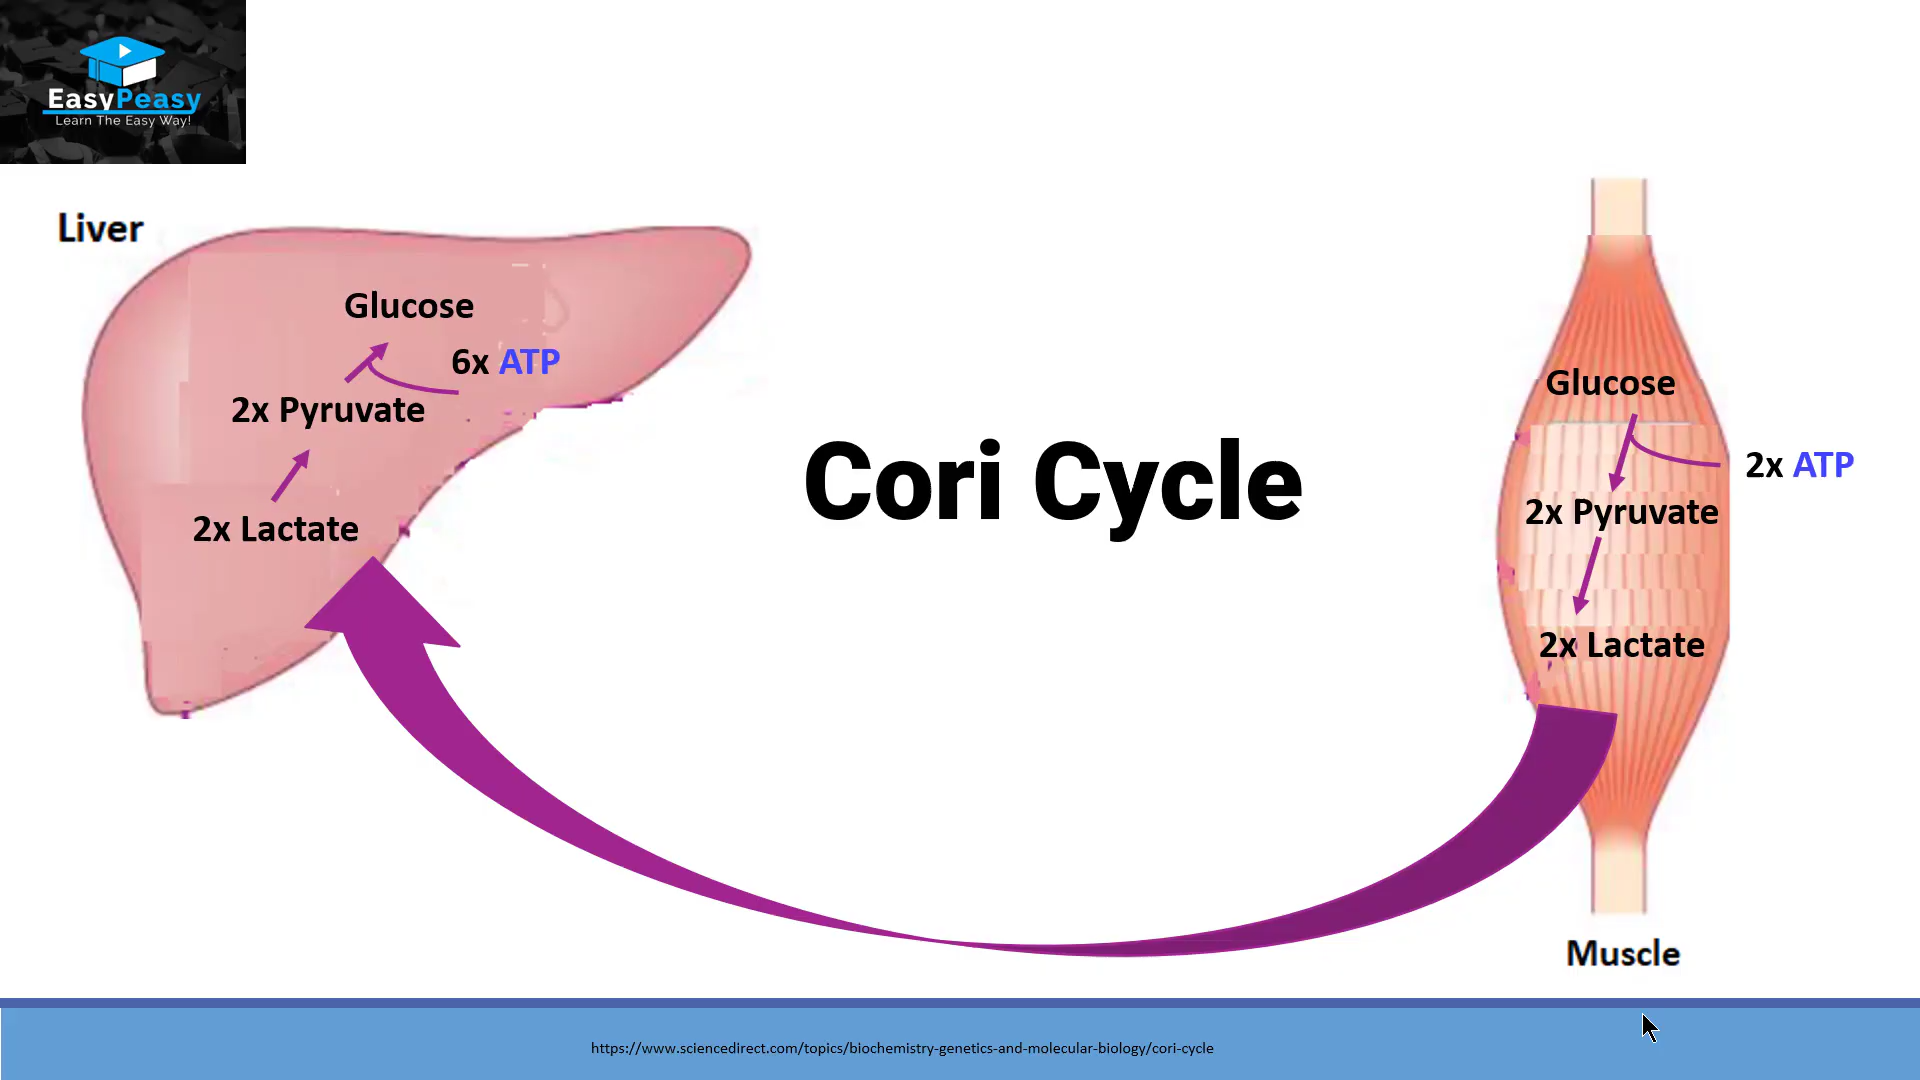 EasyPeasy
Learn The Easy Way!
Liver
Glucose
6x ATP
2x Pyruvate
2x Lactate
Cori Cycle
Glucose
2x ATP
2x Pyruvate
2x Lactate
Muscle
https://www.sciencedirect.com/topics/biochemistry-genetics-and-molecular-biology/cori-cycle